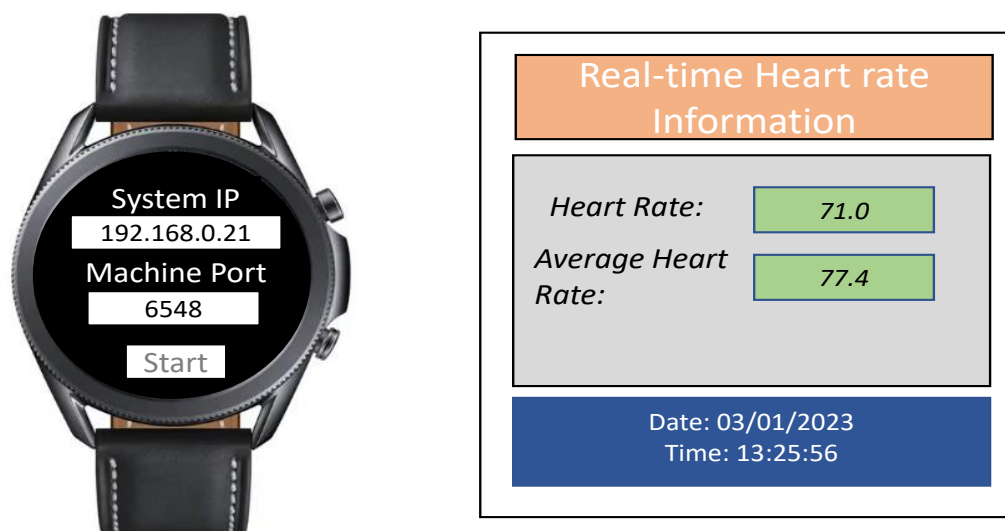 System IP
192.168.0.21
Machine Port
6548
Start
Real-time Heart rate
Information
Heart Rate:
71.0
Average Heart
Rate:
77.4
Date: 03/01/2023
Time: 13:25:56